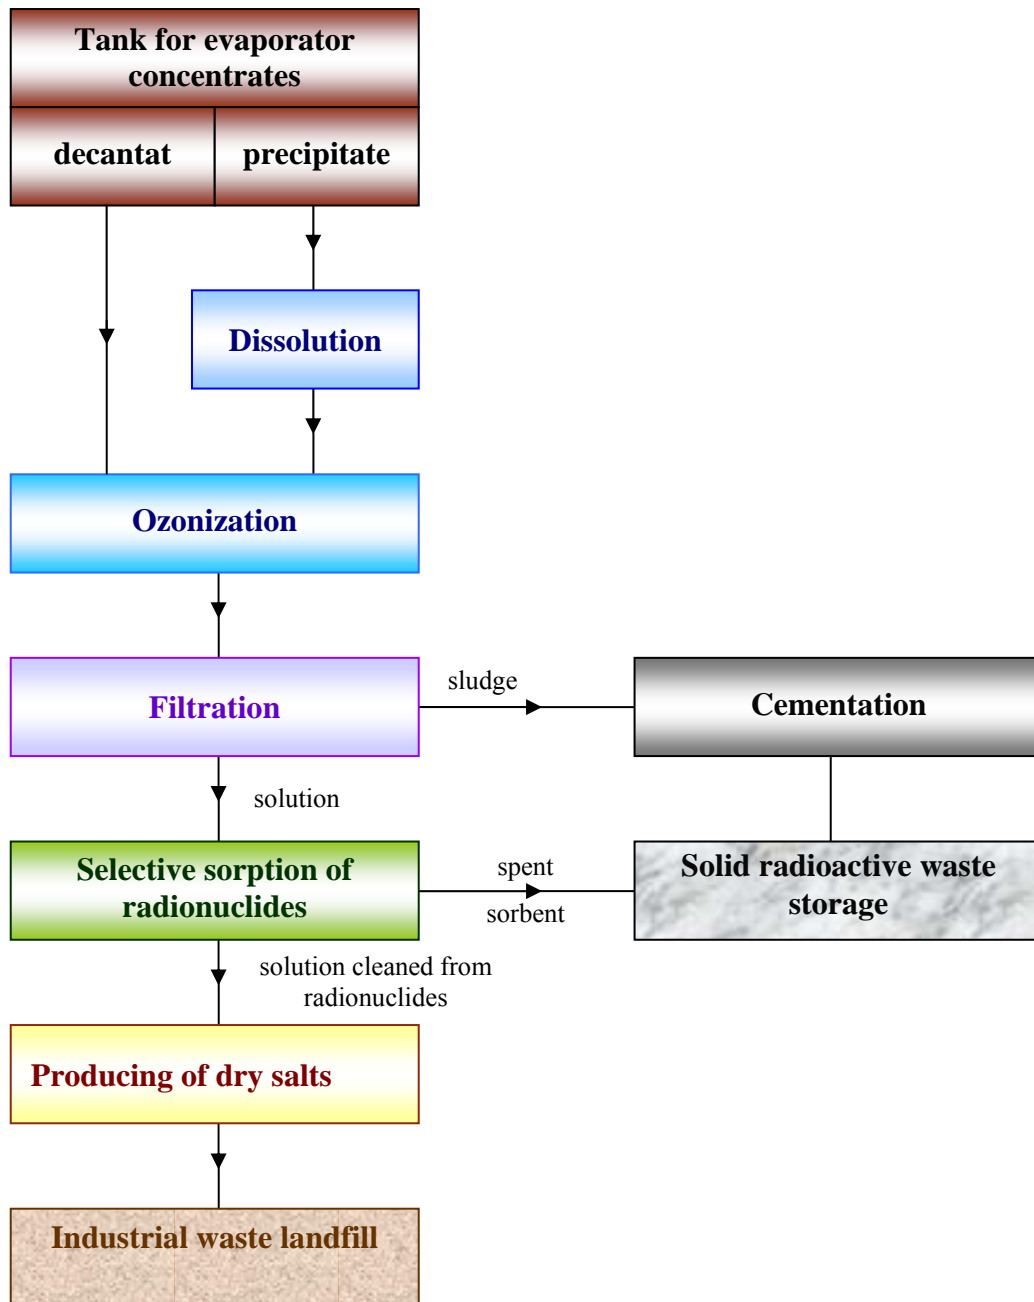 Tank for evaporator
concentrates
decantat
precipitate
Dissolution
Ozonization
Filtration
sludge
Cementation
solution
Selective sorption of
radionuclides
spent
sorbent
Solid radioactive waste
storage
solution cleaned from
radionuclides
Producing of dry salts
Industrial waste landfill